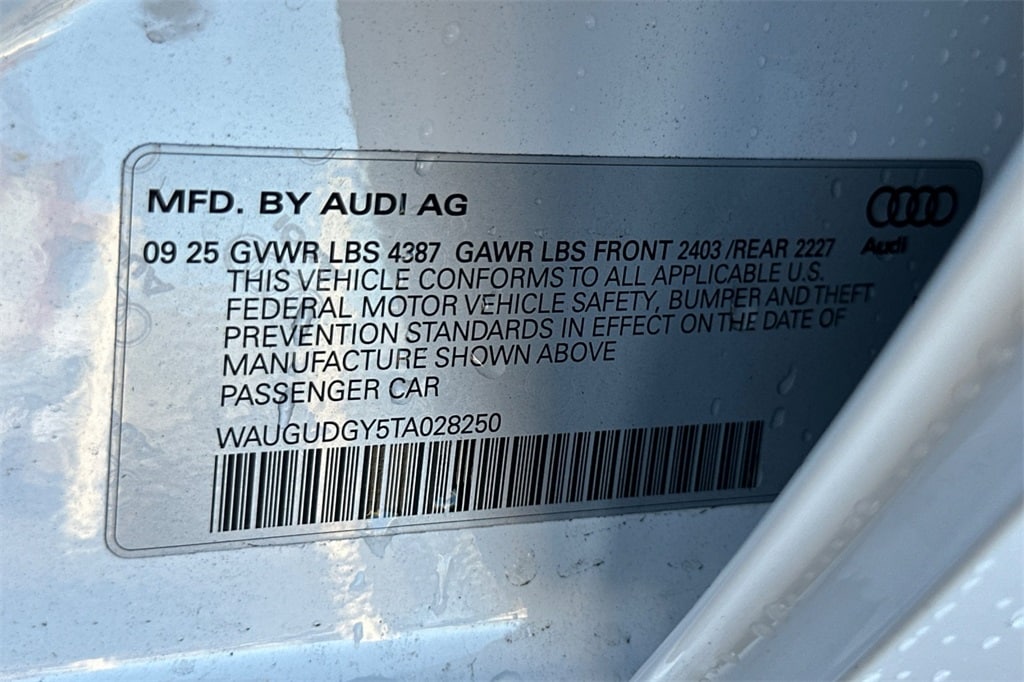 MFD. BY AUDI AG
09 25 GVWR LBS 4387 GAWR LBS FRONT 2403 /REAR 2227
Audi
THIS VEHICLE CONFORMS TO ALL APPLICABLE U.S.
FEDERAL MOTOR VEHICLE SAFETY, BUMPER AND THEFT
PREVENTION STANDARDS IN EFFECT ON THE DATE OF
MANUFACTURE SHOWN ABOVE
PASSENGER CAR
WAUGUDGY5TA028250